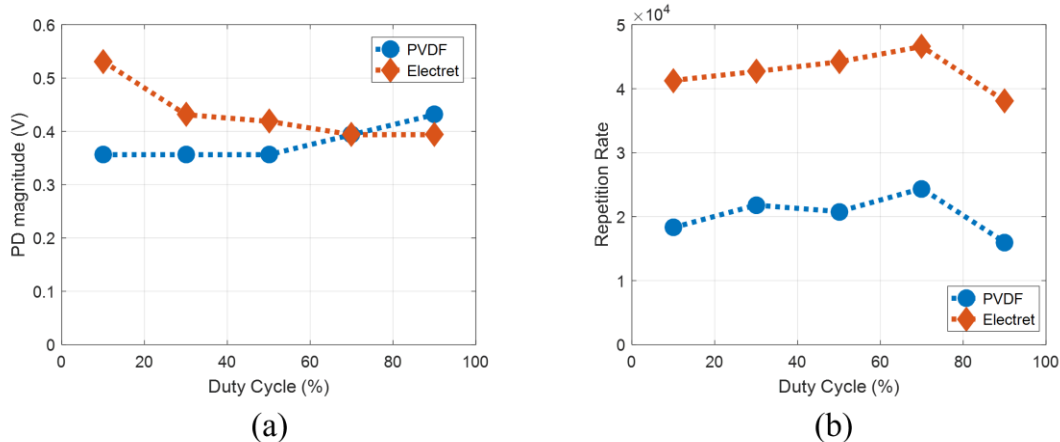 0.6
0.5
0.4
0.3
0.2
0.1
0
0 20 40 60 80 100
PD magnitude (V)
Duty Cycle (%)
PVDF
Electret
(a)
×10⁴
5
4
3
2
1
0
0 20 40 60 80 100
Repetition Rate
Duty Cycle (%)
PVDF
Electret
(b)